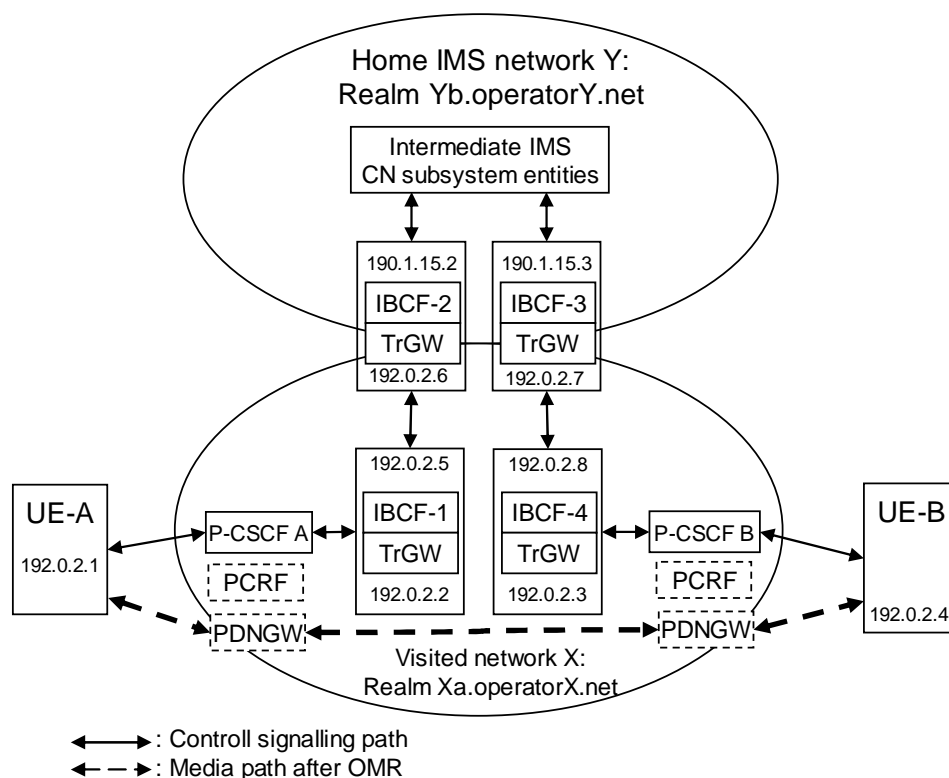 Home IMS network Y:
Realm Yb.operatorY.net
Intermediate IMS
CN subsystem entities
190.1.15.2
190.1.15.3
IBCF-2
IBCF-3
TrGW
TrGW
192.0.2.6
192.0.2.7
192.0.2.5
192.0.2.8
UE-A
192.0.2.1
P-CSCF A
IBCF-1
IBCF-4
P-CSCF B
UE-B
TrGW
TrGW
PCRF
PCRF
192.0.2.2
192.0.2.3
192.0.2.4
PDNGW
PDNGW
Visited network X:
Realm Xa.operatorX.net
: Controll signalling path
: Media path after OMR